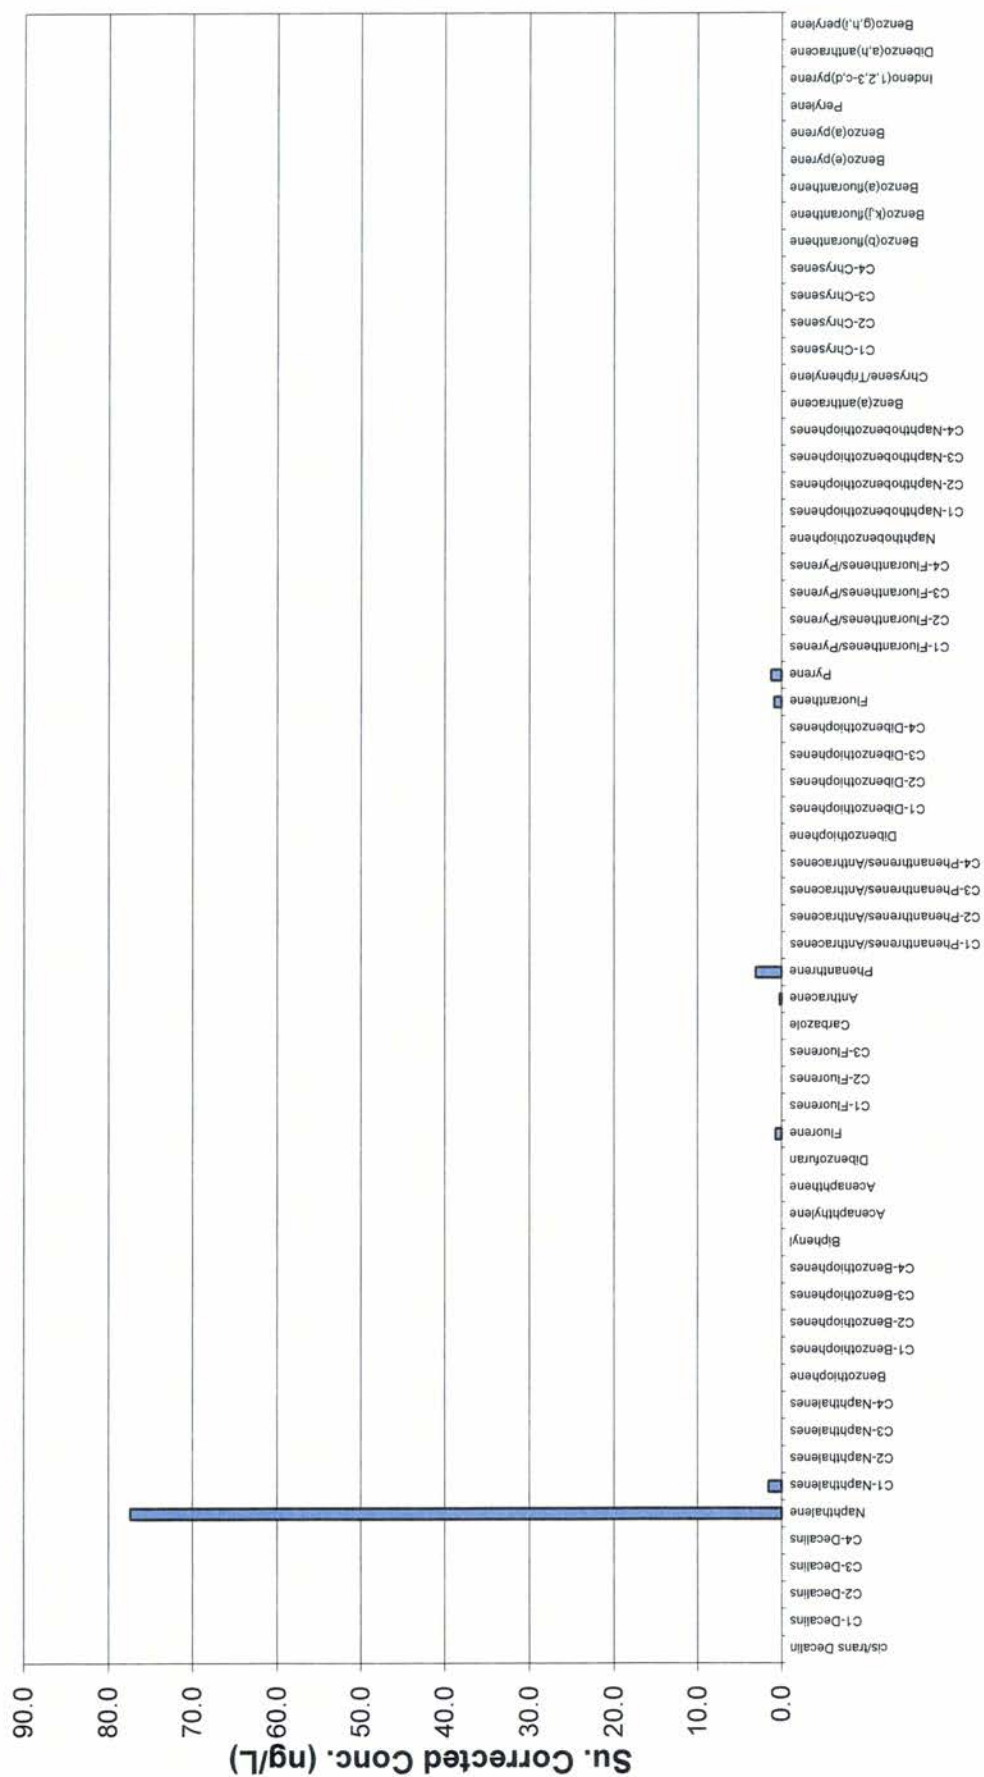 Su. Corrected Conc. (ng/L)
90.0
80.0
70.0
60.0
50.0
40.0
30.0
20.0
10.0
0.0
cis/trans Decalin
C1-Decalins
C2-Decalins
C3-Decalins
C4-Decalins
Naphthalene
C1-Naphthalenes
C2-Naphthalenes
C3-Naphthalenes
C4-Naphthalenes
Benzothiophene
C1-Benzothiophenes
C2-Benzothiophenes
C3-Benzothiophenes
C4-Benzothiophenes
Biphenyl
Acenaphthylene
Acenaphthene
Dibenzofuran
Fluorene
C1-Fluorenes
C2-Fluorenes
C3-Fluorenes
Carbazole
Anthracene
Phenanthrene
C1-Phenanthrenes/Anthracenes
C2-Phenanthrenes/Anthracenes
C3-Phenanthrenes/Anthracenes
C4-Phenanthrenes/Anthracenes
Dibenzothiophene
C1-Dibenzothiophenes
C2-Dibenzothiophenes
C3-Dibenzothiophenes
C4-Dibenzothiophenes
Fluoranthene
Pyrene
C1-Fluoranthenes/Pyrenes
C2-Fluoranthenes/Pyrenes
C3-Fluoranthenes/Pyrenes
C4-Fluoranthenes/Pyrenes
Naphthobenzothiophene
C1-Naphthobenzothiophenes
C2-Naphthobenzothiophenes
C3-Naphthobenzothiophenes
C4-Naphthobenzothiophenes
Benz(a)anthracene
Chrysene/Triphenylene
C1-Chrysenes
C2-Chrysenes
C3-Chrysenes
C4-Chrysenes
Benzo(b)fluoranthene
Benzo(k,j)fluoranthene
Benzo(a)fluoranthene
Benzo(e)pyrene
Benzo(a)pyrene
Perylene
Indeno(1,2,3-c,d)pyrene
Dibenzo(a,h)anthracene
Benzo(g,h,i)perylene